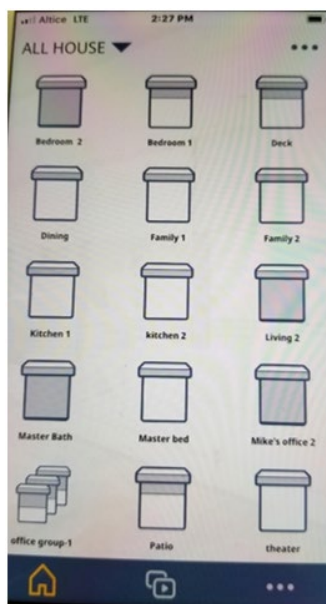 Altice LTE 2:27 PM
ALL HOUSE
Bedroom 2 Bedroom 1 Deck
Dining Family 1 Family 2
Kitchen 1 kitchen 2 Living 2
Master Bath Master bed Mike's office 2
office group-1 Patio theater